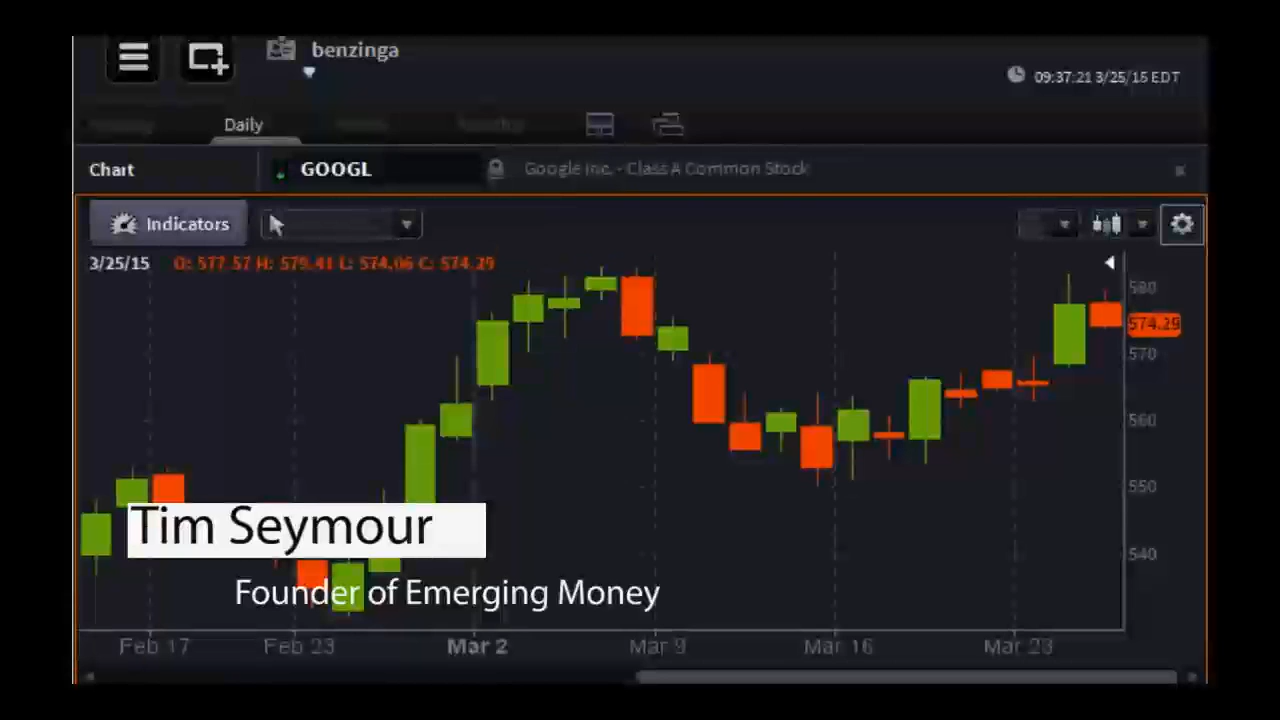 benzinga
09:37:21 3/25/15 EDT
Daily
Chart GOOGL Google Inc. - Class A Common Stock
Indicators
3/25/15 O: 577.57 H: 579.41 L: 574.06 C: 574.29
580
574.29
570
560
550
540
Tim Seymour
Founder of Emerging Money
Feb 17 Feb 23 Mar 2 Mar 9 Mar 16 Mar 23